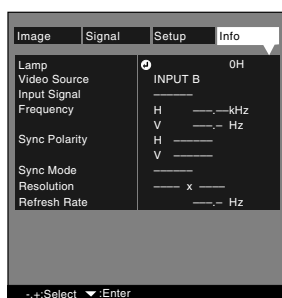 Image Signal Setup Info
Lamp 0H
Video Source INPUT B
Input Signal ––––––
Frequency H –––.––kHz
V –––.– Hz
Sync Polarity H ––––––
V ––––––
Sync Mode ––––––
Resolution –––– x ––––
Refresh Rate –––.– Hz
-,+:Select ▼:Enter